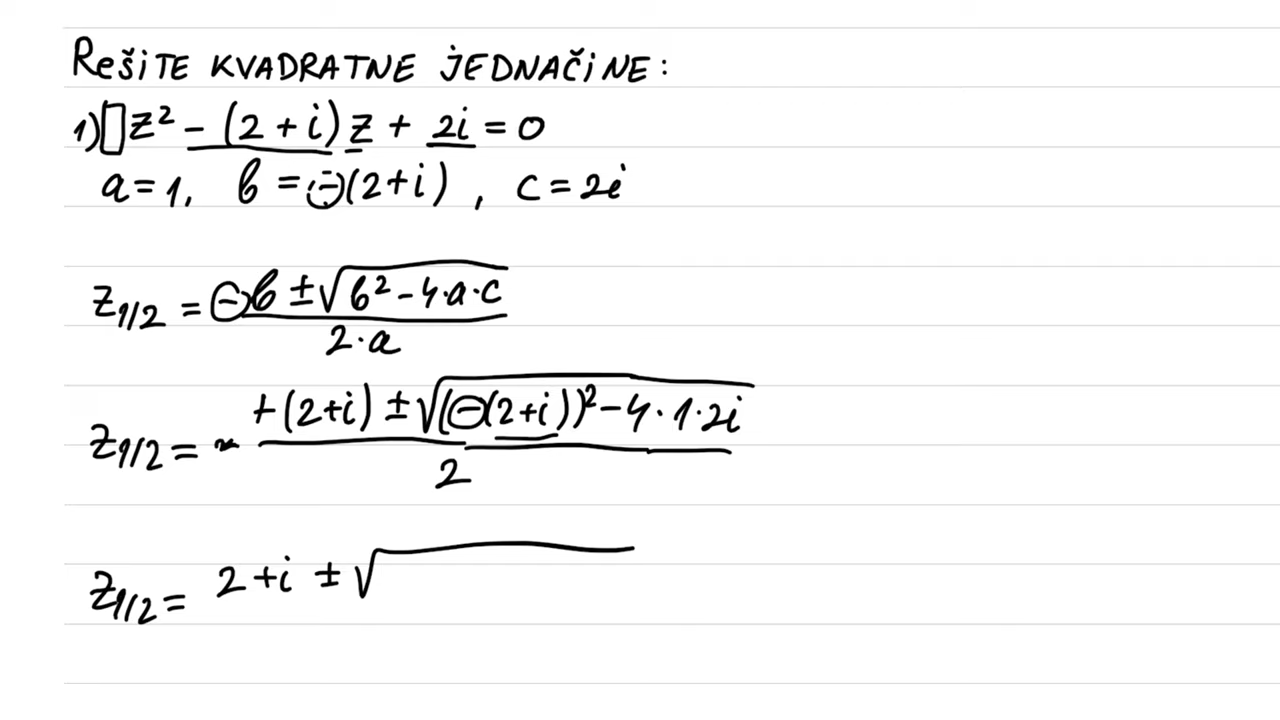 Rešite kvadratne jednačine:
1) □z² - (2+i)z + 2i = 0
a=1, b=-(2+i), c=2i
z₁/₂ = (-b ± √(b² - 4·a·c)) / (2·a)
z₁/₂ = (+(2+i) ± √((-(2+i))² - 4·1·2i)) / 2
z₁/₂ = 2+i ± √